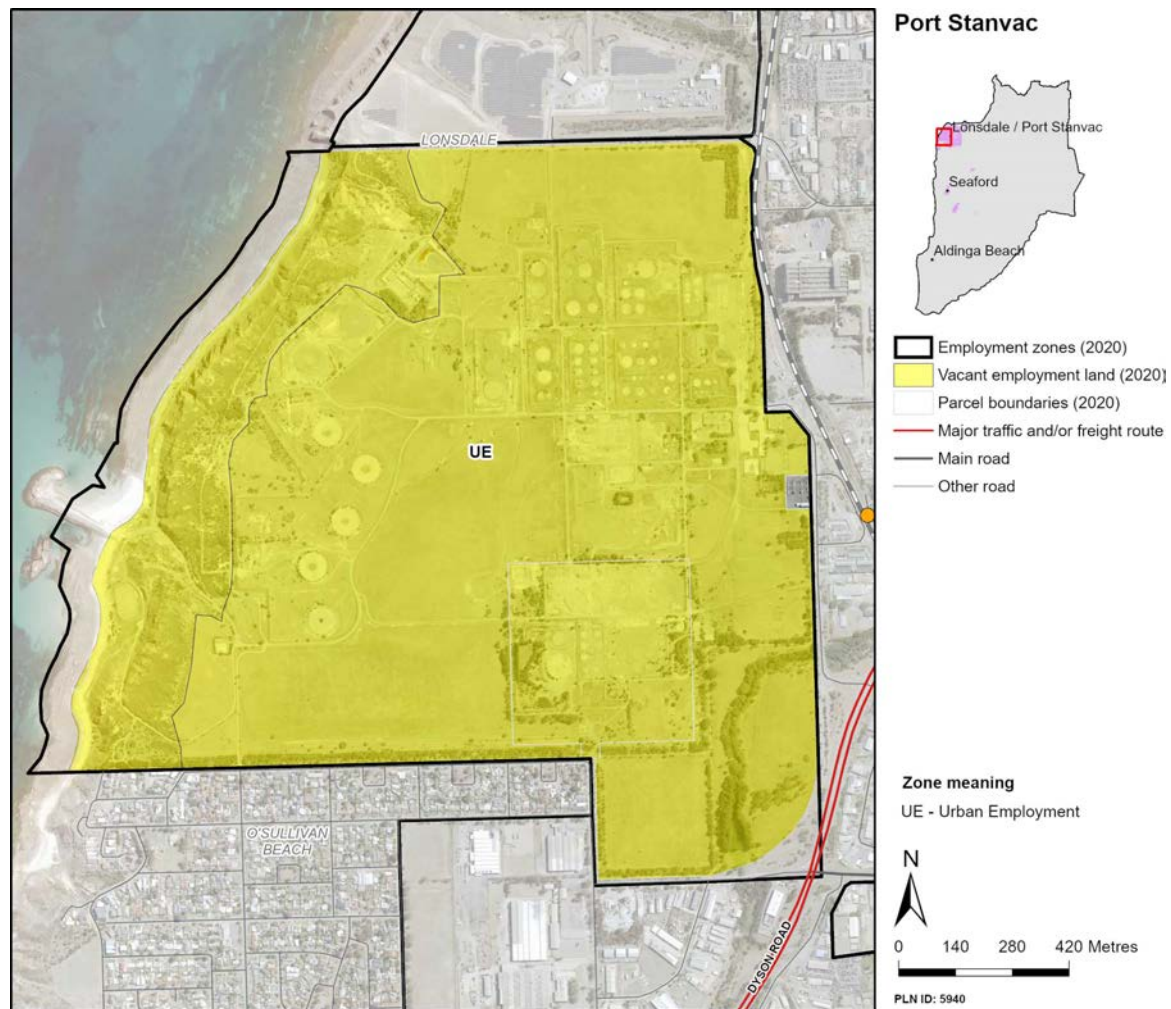 Port Stanvac
LONSDALE
UE
O'SULLIVAN
BEACH
DYSON ROAD
Lonsdale / Port Stanvac
Seaford
Aldinga Beach
Employment zones (2020)
Vacant employment land (2020)
Parcel boundaries (2020)
Major traffic and/or freight route
Main road
Other road
Zone meaning
UE - Urban Employment
N
0 140 280 420 Metres
PLN ID: 5940